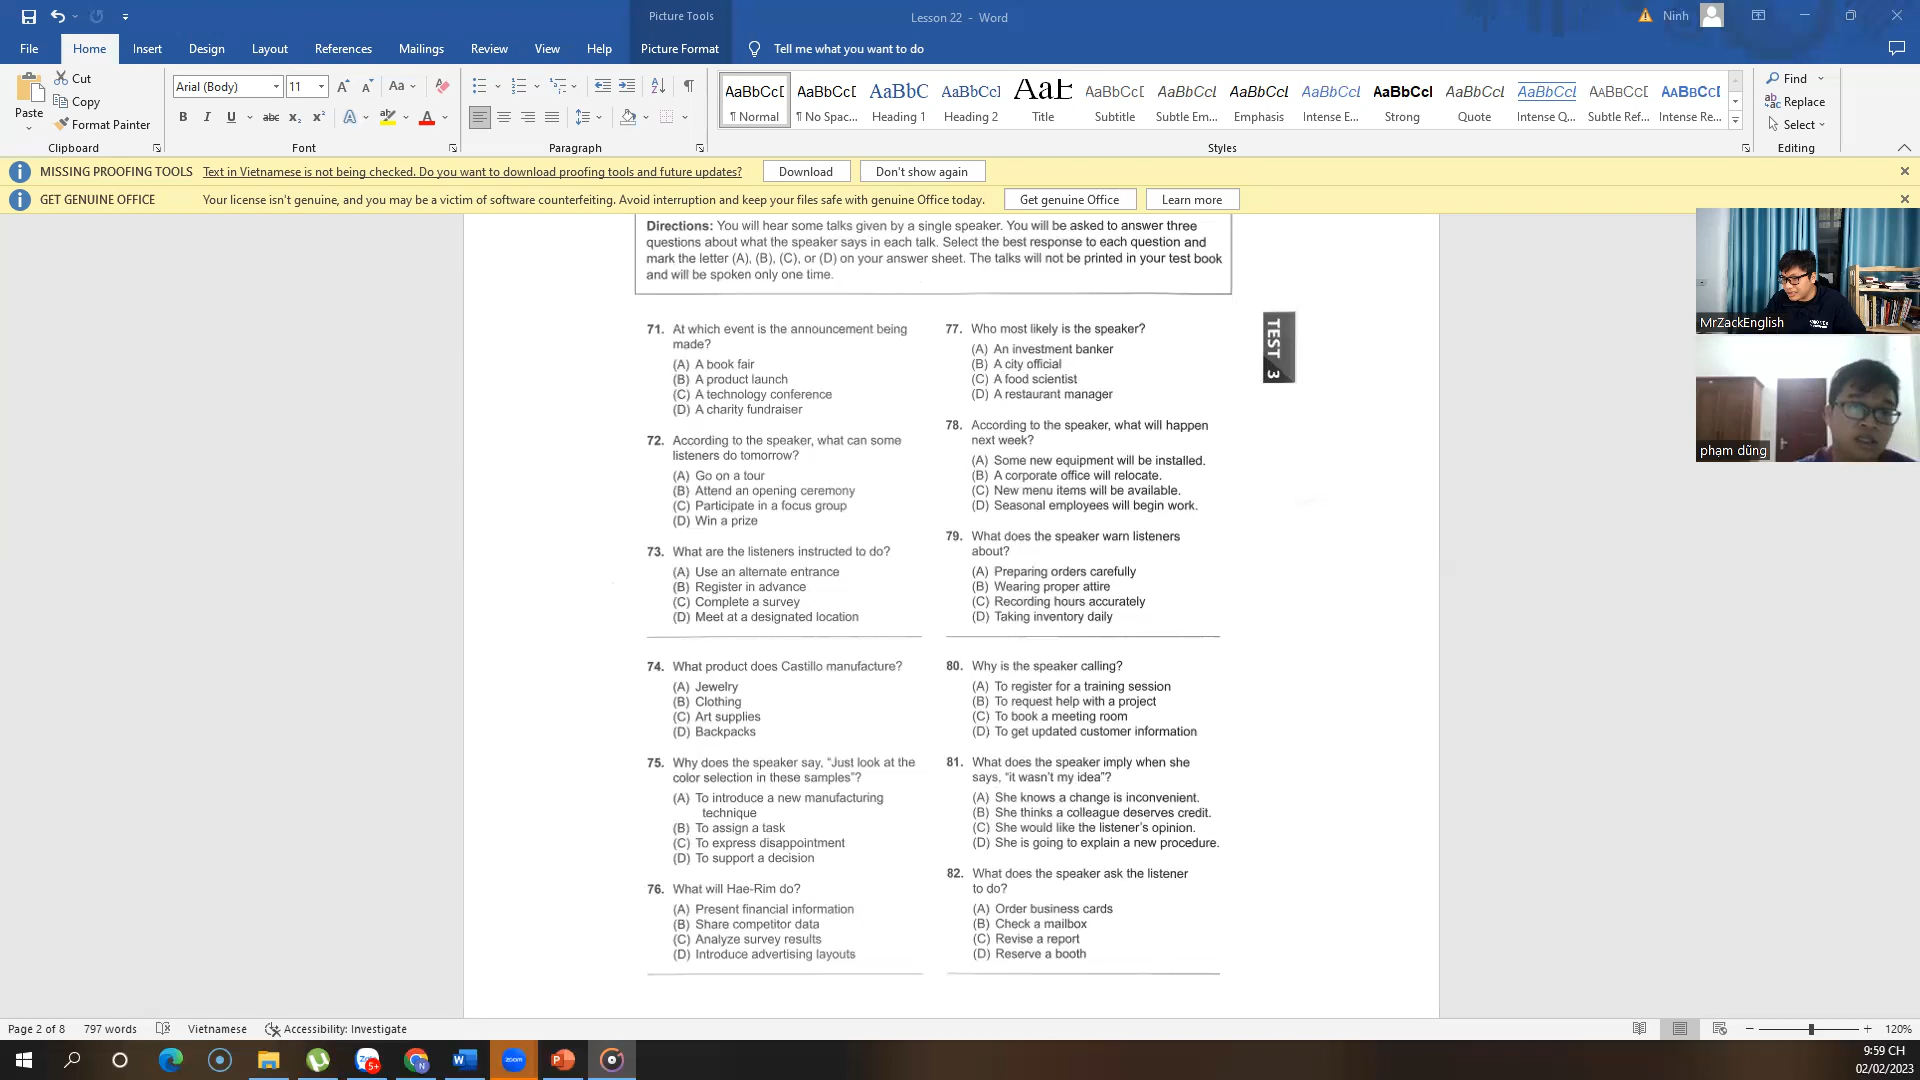 Picture Tools
Lesson 22 - Word
Ninh
File Home Insert Design Layout References Mailings Review View Help Picture Format Tell me what you want to do
Paste
Cut
Copy
Format Painter
Clipboard
Arial (Body) 11
Font
Paragraph
AaBbCcD ¶ Normal
AaBbCcD ¶ No Spac...
AaBbC Heading 1
AaBbCcl Heading 2
AaB Title
AaBbCcD Subtitle
AaBbCcL Subtle Em...
AaBbCcL Emphasis
AaBbCcL Intense E...
AaBbCcl Strong
AaBbCcL Quote
AaBbCcL Intense Q...
AABBCCD Subtle Ref...
AABBCCD Intense Re...
Styles
Find
Replace
Select
Editing
MISSING PROOFING TOOLS Text in Vietnamese is not being checked. Do you want to download proofing tools and future updates? Download Don't show again
GET GENUINE OFFICE Your license isn't genuine, and you may be a victim of software counterfeiting. Avoid interruption and keep your files safe with genuine Office today. Get genuine Office Learn more
Directions: You will hear some talks given by a single speaker. You will be asked to answer three
questions about what the speaker says in each talk. Select the best response to each question and
mark the letter (A), (B), (C), or (D) on your answer sheet. The talks will not be printed in your test book
and will be spoken only one time.
71. At which event is the announcement being
made?
(A) A book fair
(B) A product launch
(C) A technology conference
(D) A charity fundraiser
72. According to the speaker, what can some
listeners do tomorrow?
(A) Go on a tour
(B) Attend an opening ceremony
(C) Participate in a focus group
(D) Win a prize
73. What are the listeners instructed to do?
(A) Use an alternate entrance
(B) Register in advance
(C) Complete a survey
(D) Meet at a designated location
74. What product does Castillo manufacture?
(A) Jewelry
(B) Clothing
(C) Art supplies
(D) Backpacks
75. Why does the speaker say, “Just look at the
color selection in these samples”?
(A) To introduce a new manufacturing
technique
(B) To assign a task
(C) To express disappointment
(D) To support a decision
76. What will Hae-Rim do?
(A) Present financial information
(B) Share competitor data
(C) Analyze survey results
(D) Introduce advertising layouts
77. Who most likely is the speaker?
(A) An investment banker
(B) A city official
(C) A food scientist
(D) A restaurant manager
78. According to the speaker, what will happen
next week?
(A) Some new equipment will be installed.
(B) A corporate office will relocate.
(C) New menu items will be available.
(D) Seasonal employees will begin work.
79. What does the speaker warn listeners
about?
(A) Preparing orders carefully
(B) Wearing proper attire
(C) Recording hours accurately
(D) Taking inventory daily
80. Why is the speaker calling?
(A) To register for a training session
(B) To request help with a project
(C) To book a meeting room
(D) To get updated customer information
81. What does the speaker imply when she
says, “it wasn’t my idea”?
(A) She knows a change is inconvenient.
(B) She thinks a colleague deserves credit.
(C) She would like the listener’s opinion.
(D) She is going to explain a new procedure.
82. What does the speaker ask the listener
to do?
(A) Order business cards
(B) Check a mailbox
(C) Revise a report
(D) Reserve a booth
TEST 3
MrZackEnglish
phạm dũng
Page 2 of 8 797 words Vietnamese Accessibility: Investigate 120%
5+
9:59 CH
02/02/2023